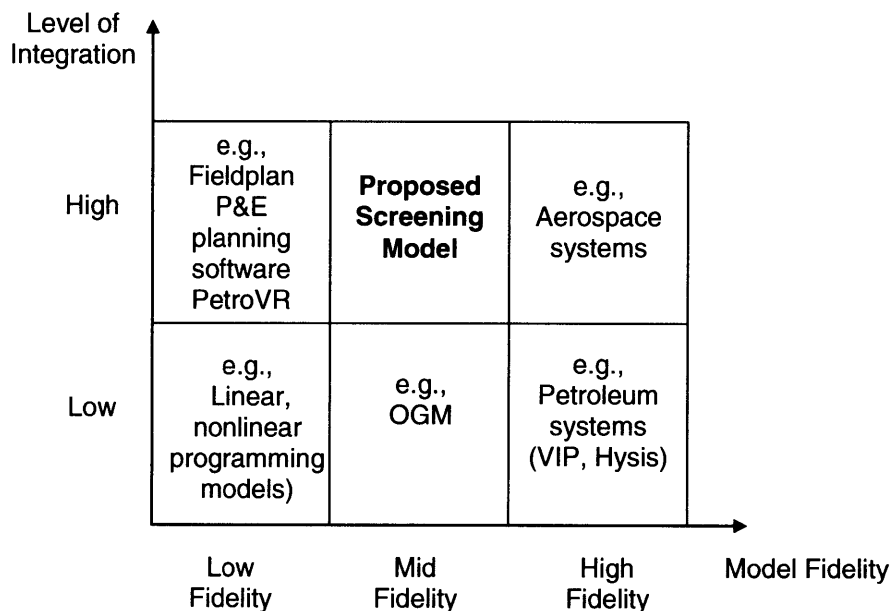 Level of
Integration
High
e.g.,
Fieldplan
P&E
planning
software
PetroVR
Proposed
Screening
Model
e.g.,
Aerospace
systems
Low
e.g.,
Linear,
nonlinear
programming
models)
e.g.,
OGM
e.g.,
Petroleum
systems
(VIP, Hysis)
Low
Fidelity
Mid
Fidelity
High
Fidelity
Model Fidelity